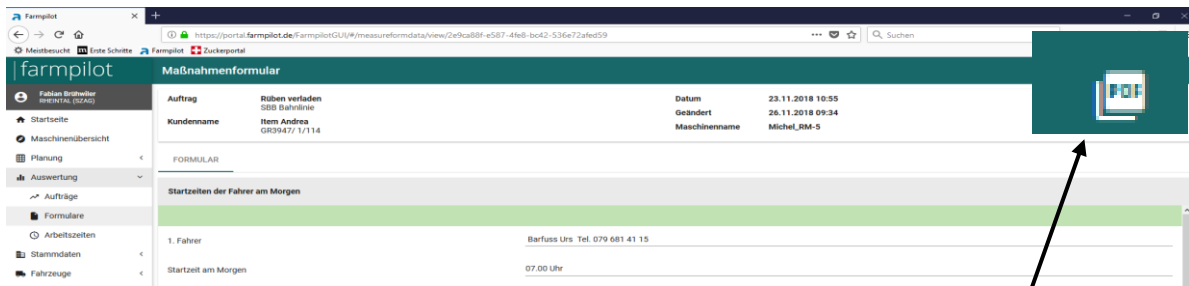 Farmpilot
https://portal.farmpilot.de/FarmpilotGUI/#/measureformdata/view/2e9ca88f-e587-4fe8-bc42-536e72afed59
Suchen
Meistbesucht Erste Schritte Farmpilot Zuckerportal
farmpilot Maßnahmenformular
PDF
Fabian Brühwiler
RHEINTAL (SZAG)
Auftrag Rüben verladen Datum 23.11.2018 10:55
SBB Bahnlinie
Geändert 26.11.2018 09:34
Kundenname Item Andrea
GR3947/ 1/114
Maschinenname Michel_RM-5
Startseite
Maschinenübersicht
Planung
FORMULAR
Auswertung
Startzeiten der Fahrer am Morgen
Aufträge
Formulare
Arbeitszeiten
1. Fahrer Barfuss Urs Tel. 079 681 41 15
Stammdaten
Fahrzeuge
Startzeit am Morgen 07.00 Uhr